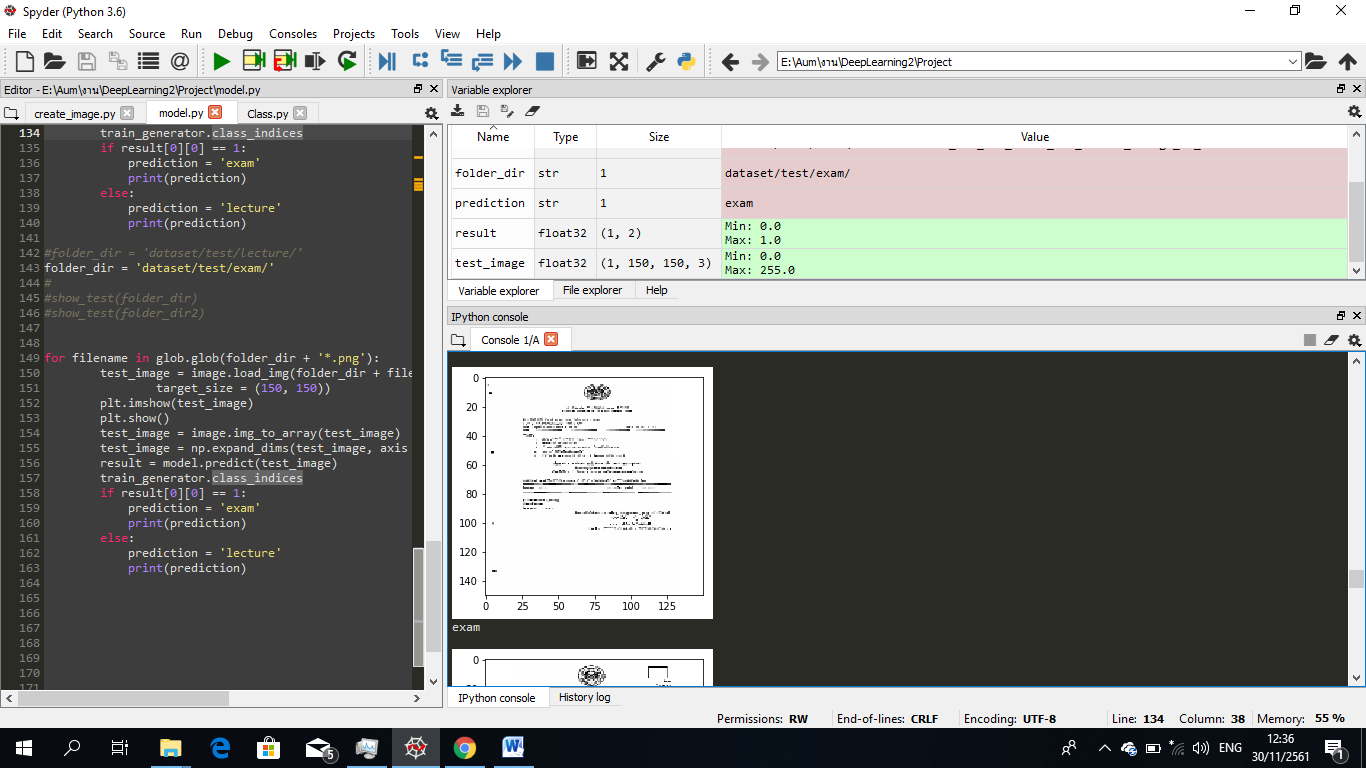 Spyder (Python 3.6)
File Edit Search Source Run Debug Consoles Projects Tools View Help
E:\Aum\งาน\DeepLearning2\Project
Editor - E:\Aum\งาน\DeepLearning2\Project\model.py
create_image.py model.py Class.py
134 train_generator.class_indices
135 if result[0][0] == 1:
136 prediction = 'exam'
137 print(prediction)
138 else:
139 prediction = 'lecture'
140 print(prediction)
141
142 #folder_dir = 'dataset/test/lecture/'
143 folder_dir = 'dataset/test/exam/'
144 #
145 #show_test(folder_dir)
146 #show_test(folder_dir2)
147
148
149 for filename in glob.glob(folder_dir + '*.png'):
150 test_image = image.load_img(folder_dir + file
151 target_size = (150, 150))
152 plt.imshow(test_image)
153 plt.show()
154 test_image = image.img_to_array(test_image)
155 test_image = np.expand_dims(test_image, axis
156 result = model.predict(test_image)
157 train_generator.class_indices
158 if result[0][0] == 1:
159 prediction = 'exam'
160 print(prediction)
161 else:
162 prediction = 'lecture'
163 print(prediction)
164
165
166
167
168
169
170
171
Variable explorer
Name Type Size Value
folder_dir str 1 dataset/test/exam/
prediction str 1 exam
result float32 (1, 2) Min: 0.0
Max: 1.0
test_image float32 (1, 150, 150, 3) Min: 0.0
Max: 255.0
Variable explorer File explorer Help
IPython console
Console 1/A
0
20
40
60
80
100
120
140
0 25 50 75 100 125
exam
0
IPython console History log
Permissions: RW End-of-lines: CRLF Encoding: UTF-8 Line: 134 Column: 38 Memory: 55 %
5
ENG
12:36
30/11/2561
1